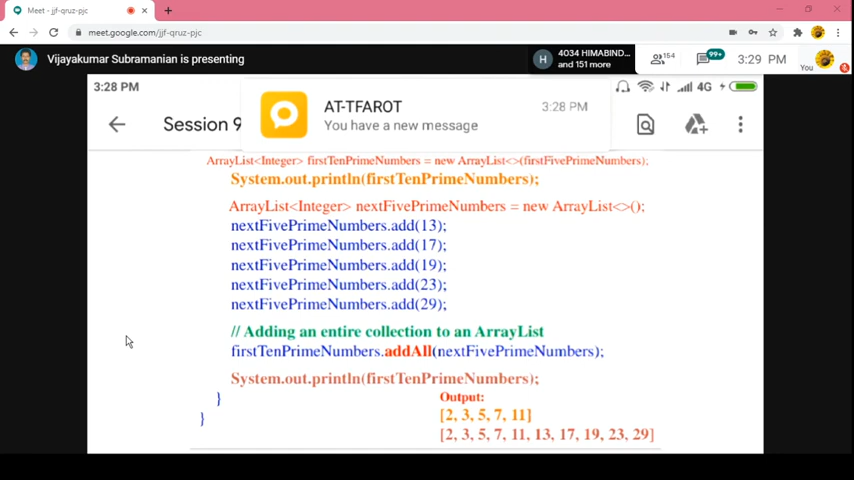 Meet - jjf-qruz-pjc
meet.google.com/jjf-qruz-pjc
Vijayakumar Subramanian is presenting
H
4034 HIMABIND...
and 151 more
154
99+
3:29 PM
You
3:28 PM
AT-TFAROT
3:28 PM
You have a new message
4G
Session 9
ArrayList<Integer> firstTenPrimeNumbers = new ArrayList<>(firstFivePrimeNumbers);
System.out.println(firstTenPrimeNumbers);
ArrayList<Integer> nextFivePrimeNumbers = new ArrayList<>();
nextFivePrimeNumbers.add(13);
nextFivePrimeNumbers.add(17);
nextFivePrimeNumbers.add(19);
nextFivePrimeNumbers.add(23);
nextFivePrimeNumbers.add(29);
// Adding an entire collection to an ArrayList
firstTenPrimeNumbers.addAll(nextFivePrimeNumbers);
System.out.println(firstTenPrimeNumbers);
}
}
Output:
[2, 3, 5, 7, 11]
[2, 3, 5, 7, 11, 13, 17, 19, 23, 29]